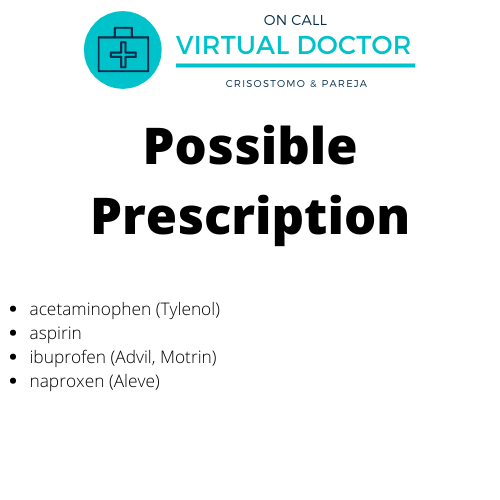 ON CALL
VIRTUAL DOCTOR
CRISOSTOMO & PAREJA
Possible
Prescription
• acetaminophen (Tylenol)
• aspirin
• ibuprofen (Advil, Motrin)
• naproxen (Aleve)